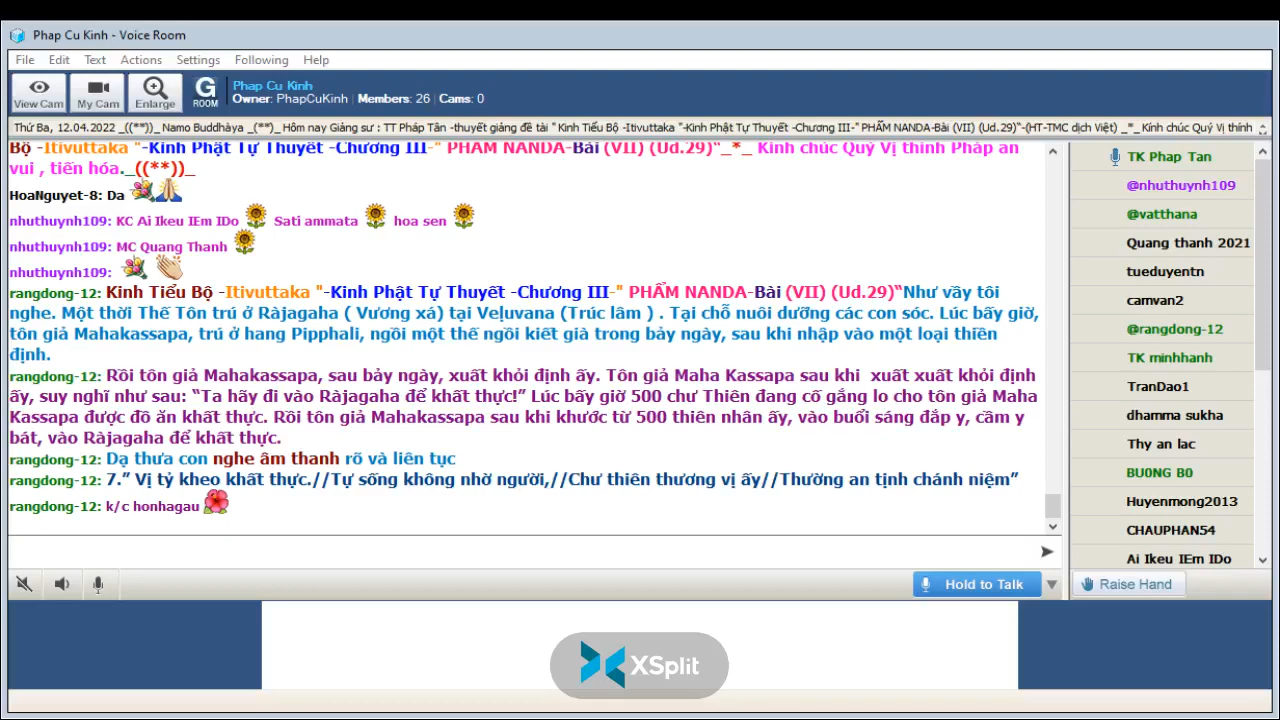 Phap Cu Kinh - Voice Room
File Edit Text Actions Settings Following Help
View Cam My Cam Enlarge G ROOM
Phap Cu Kinh
Owner: PhapCuKinh | Members: 26 | Cams: 0
Thứ Ba, 12.04.2022 _((**))_ Namo Buddhàya _(**)_ Hôm nay Giảng sư : TT Pháp Tân -thuyết giảng đề tài " Kinh Tiểu Bộ -Itivuttaka "-Kinh Phật Tự Thuyết -Chương III-" PHẨM NANDA-Bài (VII) (Ud.29)"-(HT-TMC dịch Việt) _*_ Kính chúc Quý Vị thính
Bộ -Itivuttaka "-Kinh Phật Tự Thuyết -Chương III-" PHẨM NANDA-Bài (VII) (Ud.29)"_*_ Kính chúc Quý Vị thính Pháp an
vui , tiến hóa._((**))_
HoaNguyet-8: Da
nhuthuynh109: KC Ai Ikeu IEm IDo Sati ammata hoa sen
nhuthuynh109: MC Quang Thanh
nhuthuynh109:
rangdong-12: Kinh Tiểu Bộ -Itivuttaka "-Kinh Phật Tự Thuyết -Chương III-" PHẨM NANDA-Bài (VII) (Ud.29)"Như vầy tôi
nghe. Một thời Thế Tôn trú ở Ràjagaha ( Vương xá) tại Veḷuvana (Trúc lâm ) . Tại chỗ nuôi dưỡng các con sóc. Lúc bấy giờ,
tôn giả Mahakassapa, trú ở hang Pipphali, ngồi một thế ngồi kiết già trong bảy ngày, sau khi nhập vào một loại thiền
định.
rangdong-12: Rồi tôn giả Mahakassapa, sau bảy ngày, xuất khỏi định ấy. Tôn giả Maha Kassapa sau khi xuất xuất khỏi định
ấy, suy nghĩ như sau: "Ta hãy đi vào Ràjagaha để khất thực!" Lúc bấy giờ 500 chư Thiên đang cố gắng lo cho tôn giả Maha
Kassapa được đồ ăn khất thực. Rồi tôn giả Mahakassapa sau khi khước từ 500 thiên nhân ấy, vào buổi sáng đắp y, cầm y
bát, vào Ràjagaha để khất thực.
rangdong-12: Dạ thưa con nghe âm thanh rõ và liên tục
rangdong-12: 7." Vị tỷ kheo khất thực.//Tự sống không nhờ người,//Chư thiên thương vị ấy//Thường an tịnh chánh niệm"
rangdong-12: k/c honhagau
Hold to Talk
TK Phap Tan
@nhuthuynh109
@vatthana
Quang thanh 2021
tueduyentn
camvan2
@rangdong-12
TK minhhanh
TranDao1
dhamma sukha
Thy an lac
BU0NG B0
Huyenmong2013
CHAUPHAN54
Ai Ikeu IEm IDo
Raise Hand
XSplit